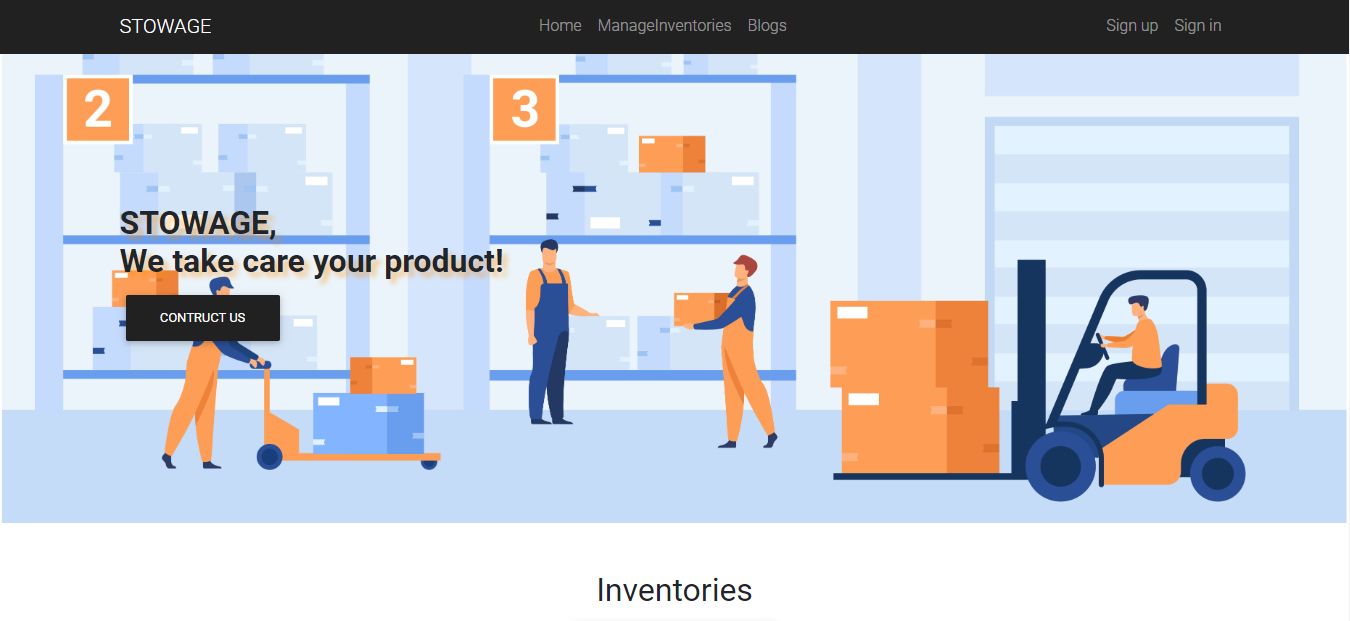 STOWAGE
Home ManageInventories Blogs
Sign up Sign in
2
3
STOWAGE,
We take care your product!
CONTRUCT US
Inventories